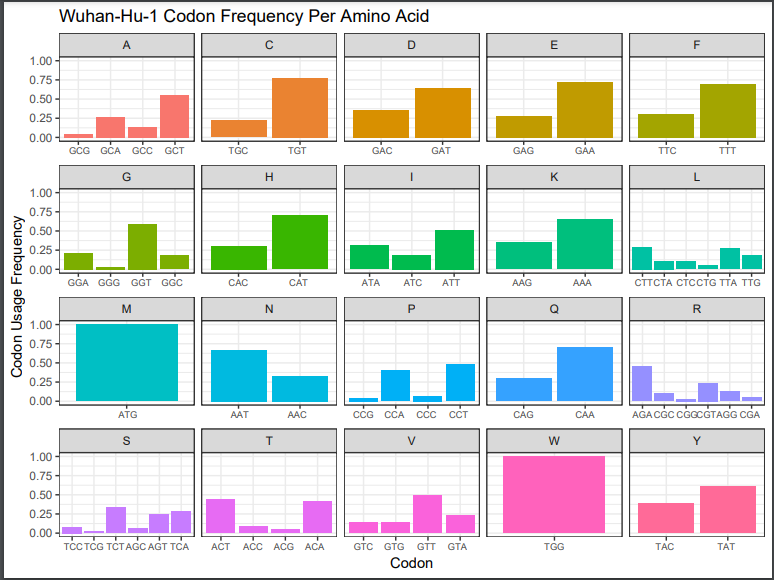 Wuhan-Hu-1 Codon Frequency Per Amino Acid
A C D E F
1.00
0.75
0.50
0.25
0.00
GCG GCA GCC GCT TGC TGT GAC GAT GAG GAA TTC TTT
G H I K L
1.00
0.75
0.50
0.25
0.00
GGA GGG GGT GGC CAC CAT ATA ATC ATT AAG AAA CTT CTA CTC CTG TTA TTG
M N P Q R
1.00
0.75
0.50
0.25
0.00
ATG AAT AAC CCG CCA CCC CCT CAG CAA AGA CGC CGG CGT AGG CGA
S T V W Y
1.00
0.75
0.50
0.25
0.00
TCC TCG TCT AGC AGT TCA ACT ACC ACG ACA GTC GTG GTT GTA TGG TAC TAT
Codon
Codon Usage Frequency